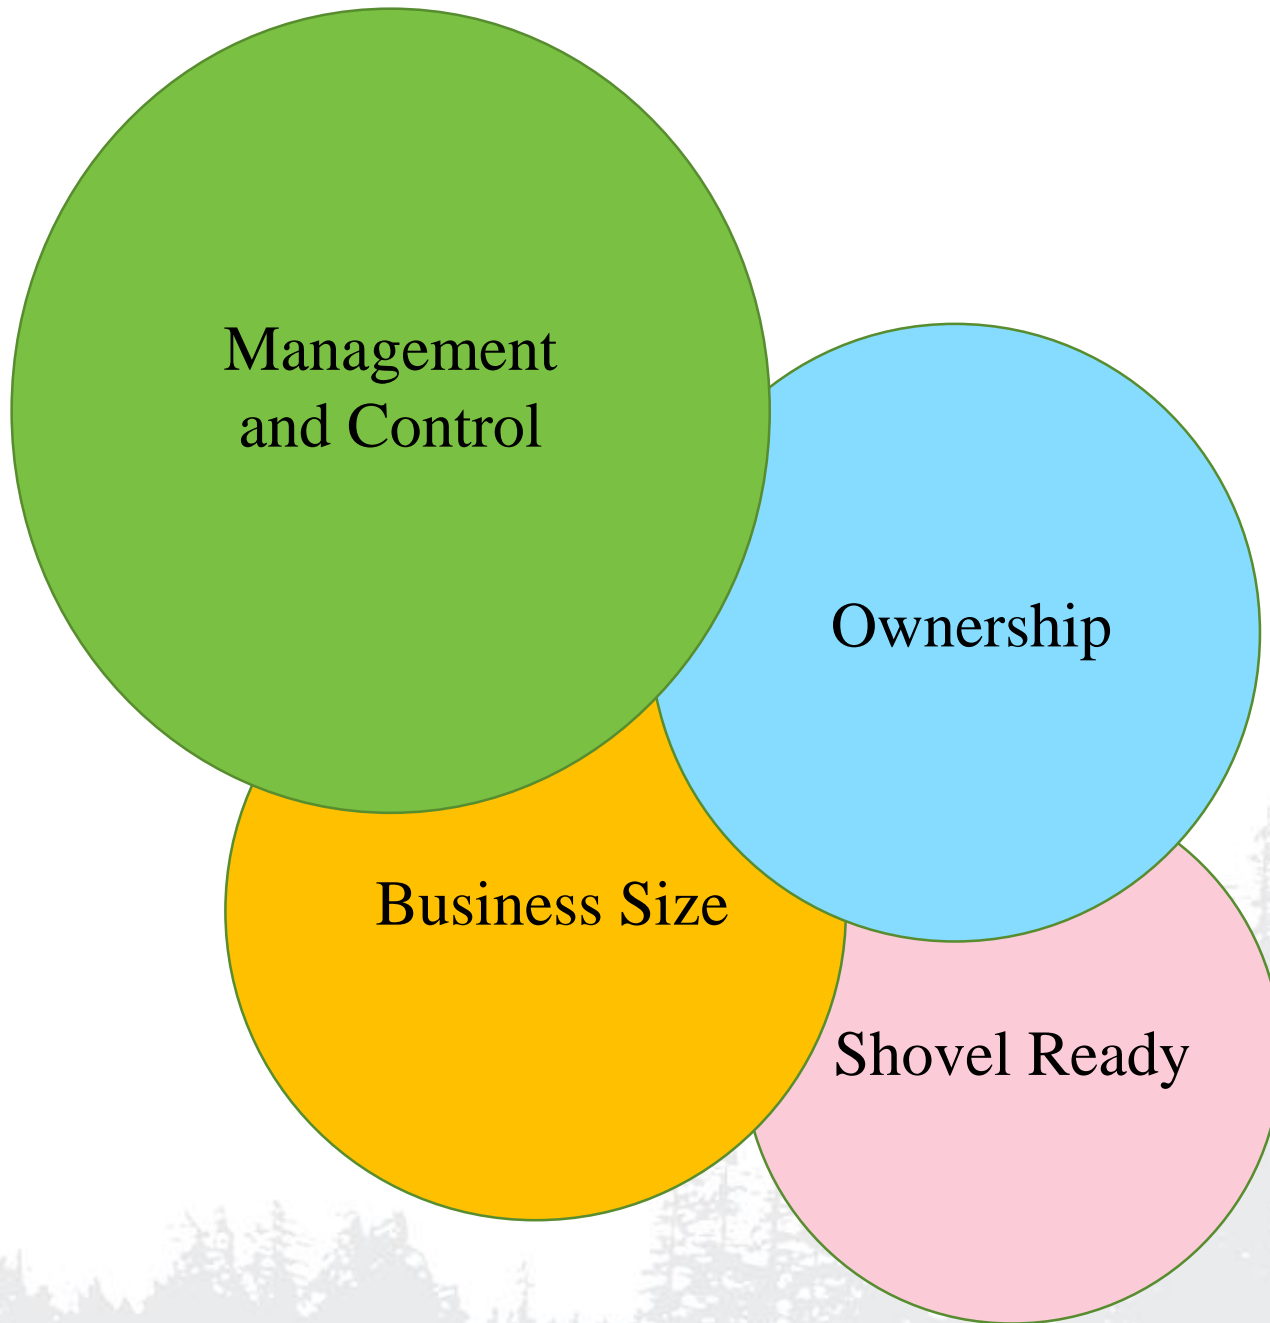 Management
and Control
Ownership
Business Size
Shovel Ready